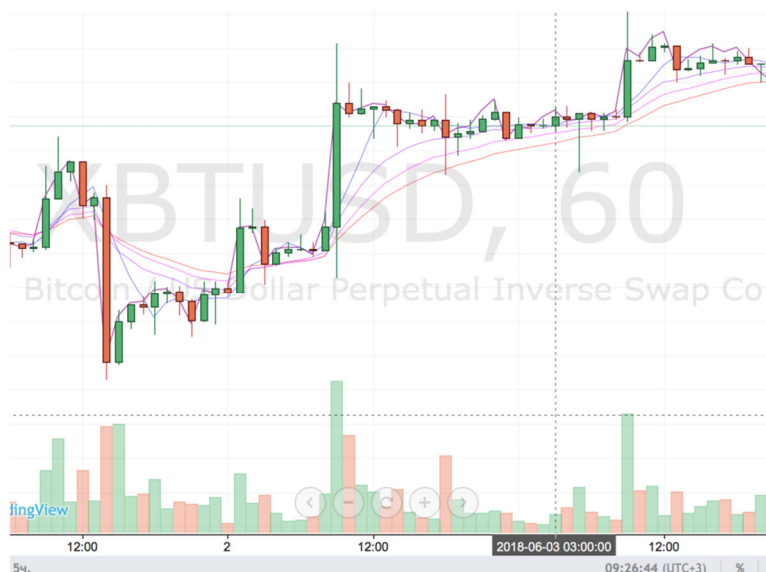 XBTUSD, 60
Bitcoin / US Dollar Perpetual Inverse Swap Co
dingView
12:00 2 12:00 2018-06-03 03:00:00 12:00
5ч. 09:26:44 (UTC+3) %